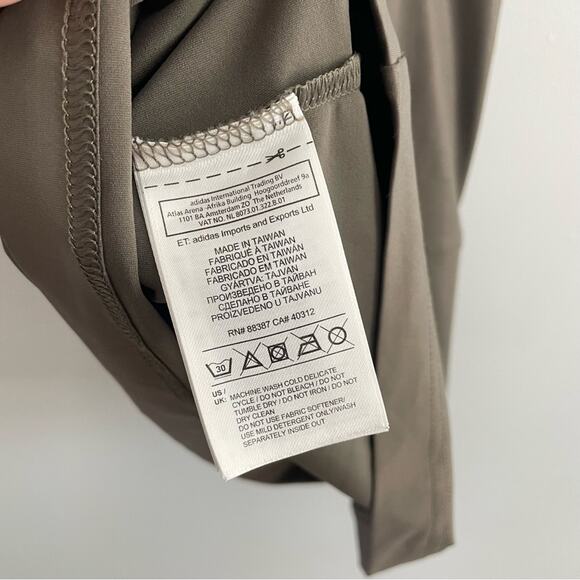 adidas International Trading BV
Atlas Arena -Afrika Building Hoogoorddreef 9a
1101 BA Amsterdam ZO The Netherlands
VAT NO. NL 8073.01.322.B.01
ET: adidas Imports and Exports Ltd
MADE IN TAIWAN
FABRIQUÉ À TAIWAN
FABRICADO EN TAIWÁN
FABRICADO EM TAIWAN
GYÁRTVA: TAJVAN
ПРОИЗВЕДЕНО В ТАЙВАН
СДЕЛАНО В ТАЙВАНЕ
PROIZVEDENO U TAJVANU
RN# 88387 CA# 40312
30
US /
UK: MACHINE WASH COLD DELICATE
CYCLE / DO NOT BLEACH / DO NOT
TUMBLE DRY / DO NOT IRON / DO NOT
DRY CLEAN
DO NOT USE FABRIC SOFTENER/
USE MILD DETERGENT ONLY/WASH
SEPARATELY INSIDE OUT